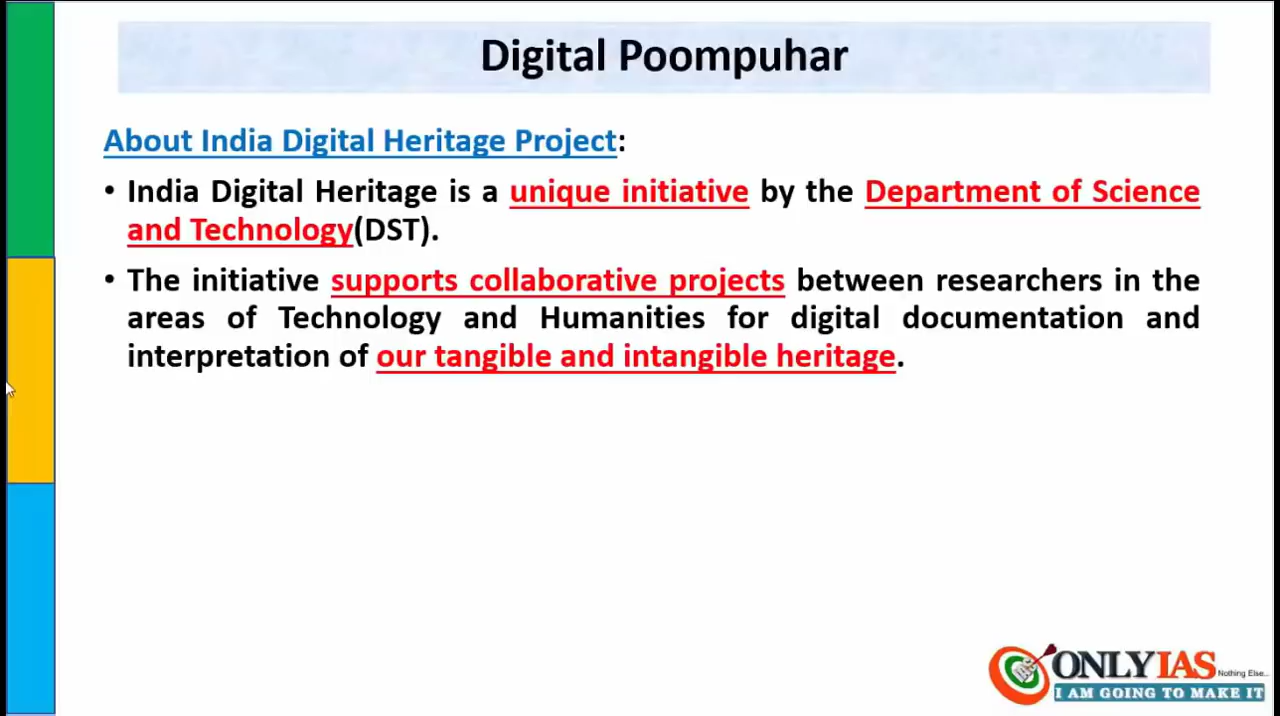 Digital Poompuhar
About India Digital Heritage Project:
• India Digital Heritage is a unique initiative by the Department of Science
and Technology(DST).
• The initiative supports collaborative projects between researchers in the
areas of Technology and Humanities for digital documentation and
interpretation of our tangible and intangible heritage.
ONLYIAS Nothing Else...
I AM GOING TO MAKE IT